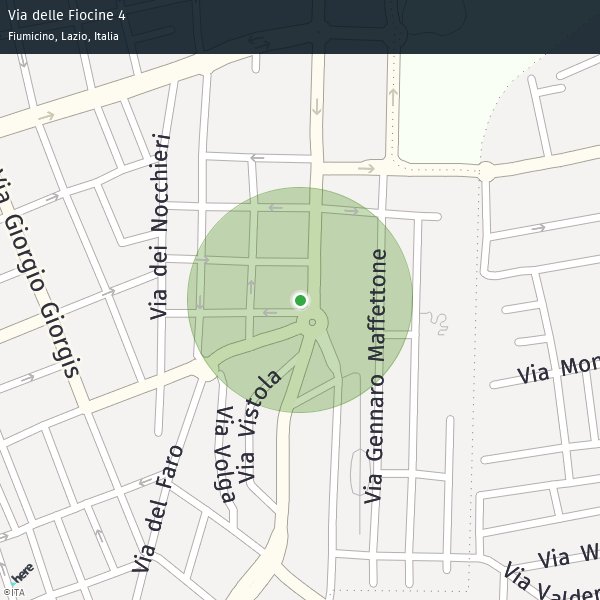 Via delle Fiocine 4
Fiumicino, Lazio, Italia
Via dei Nocchieri
Via Giorgio Giorgis
Via Gennaro Maffettone
Via Mon
Via Vistola
Via Volga
Via del Faro
Via W
Via Valder
here
©ITA